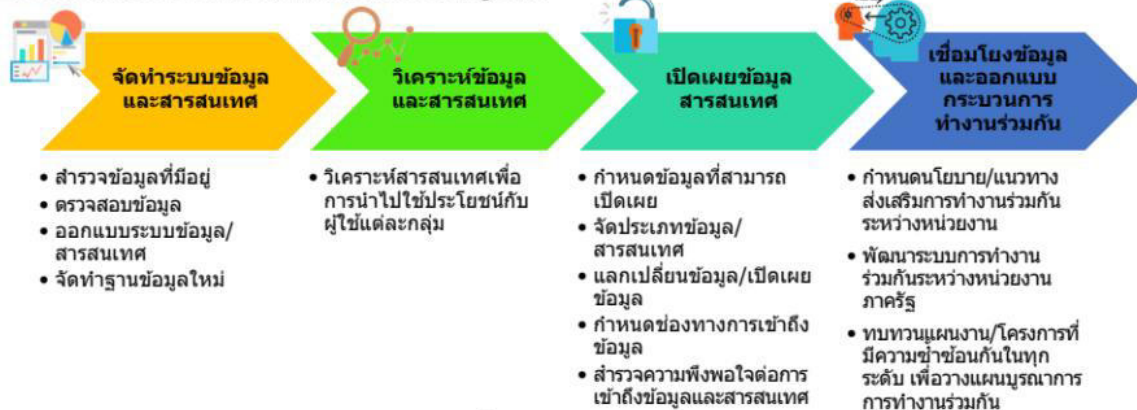 จัดทำระบบข้อมูล
และสารสนเทศ
วิเคราะห์ข้อมูล
และสารสนเทศ
เปิดเผยข้อมูล
สารสนเทศ
เชื่อมโยงข้อมูล
และออกแบบ
กระบวนการ
ทำงานร่วมกัน
• สำรวจข้อมูลที่มีอยู่
• ตรวจสอบข้อมูล
• ออกแบบระบบข้อมูล/
สารสนเทศ
• จัดทำฐานข้อมูลใหม่
• วิเคราะห์สารสนเทศเพื่อ
การนำไปใช้ประโยชน์กับ
ผู้ใช้แต่ละกลุ่ม
• กำหนดข้อมูลที่สามารถ
เปิดเผย
• จัดประเภทข้อมูล/
สารสนเทศ
• แลกเปลี่ยนข้อมูล/เปิดเผย
ข้อมูล
• กำหนดช่องทางการเข้าถึง
ข้อมูล
• สำรวจความพึงพอใจต่อการ
เข้าถึงข้อมูลและสารสนเทศ
• กำหนดนโยบาย/แนวทาง
ส่งเสริมการทำงานร่วมกัน
ระหว่างหน่วยงาน
• พัฒนาระบบการทำงาน
ร่วมกันระหว่างหน่วยงาน
ภาครัฐ
• ทบทวนแผนงาน/โครงการที่
มีความซ้ำซ้อนกันในทุก
ระดับ เพื่อวางแผนบูรณาการ
การทำงานร่วมกัน